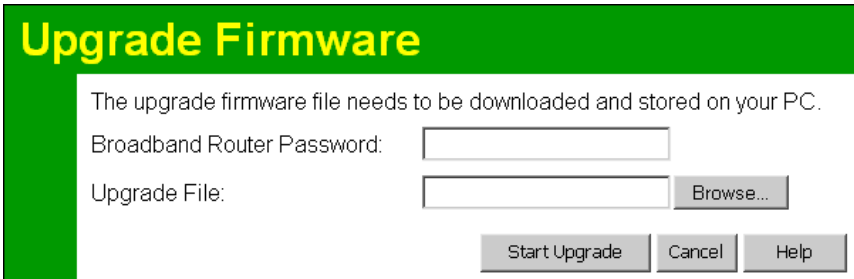 Upgrade Firmware
The upgrade firmware file needs to be downloaded and stored on your PC.
Broadband Router Password:
Upgrade File:
Browse...
Start Upgrade
Cancel
Help